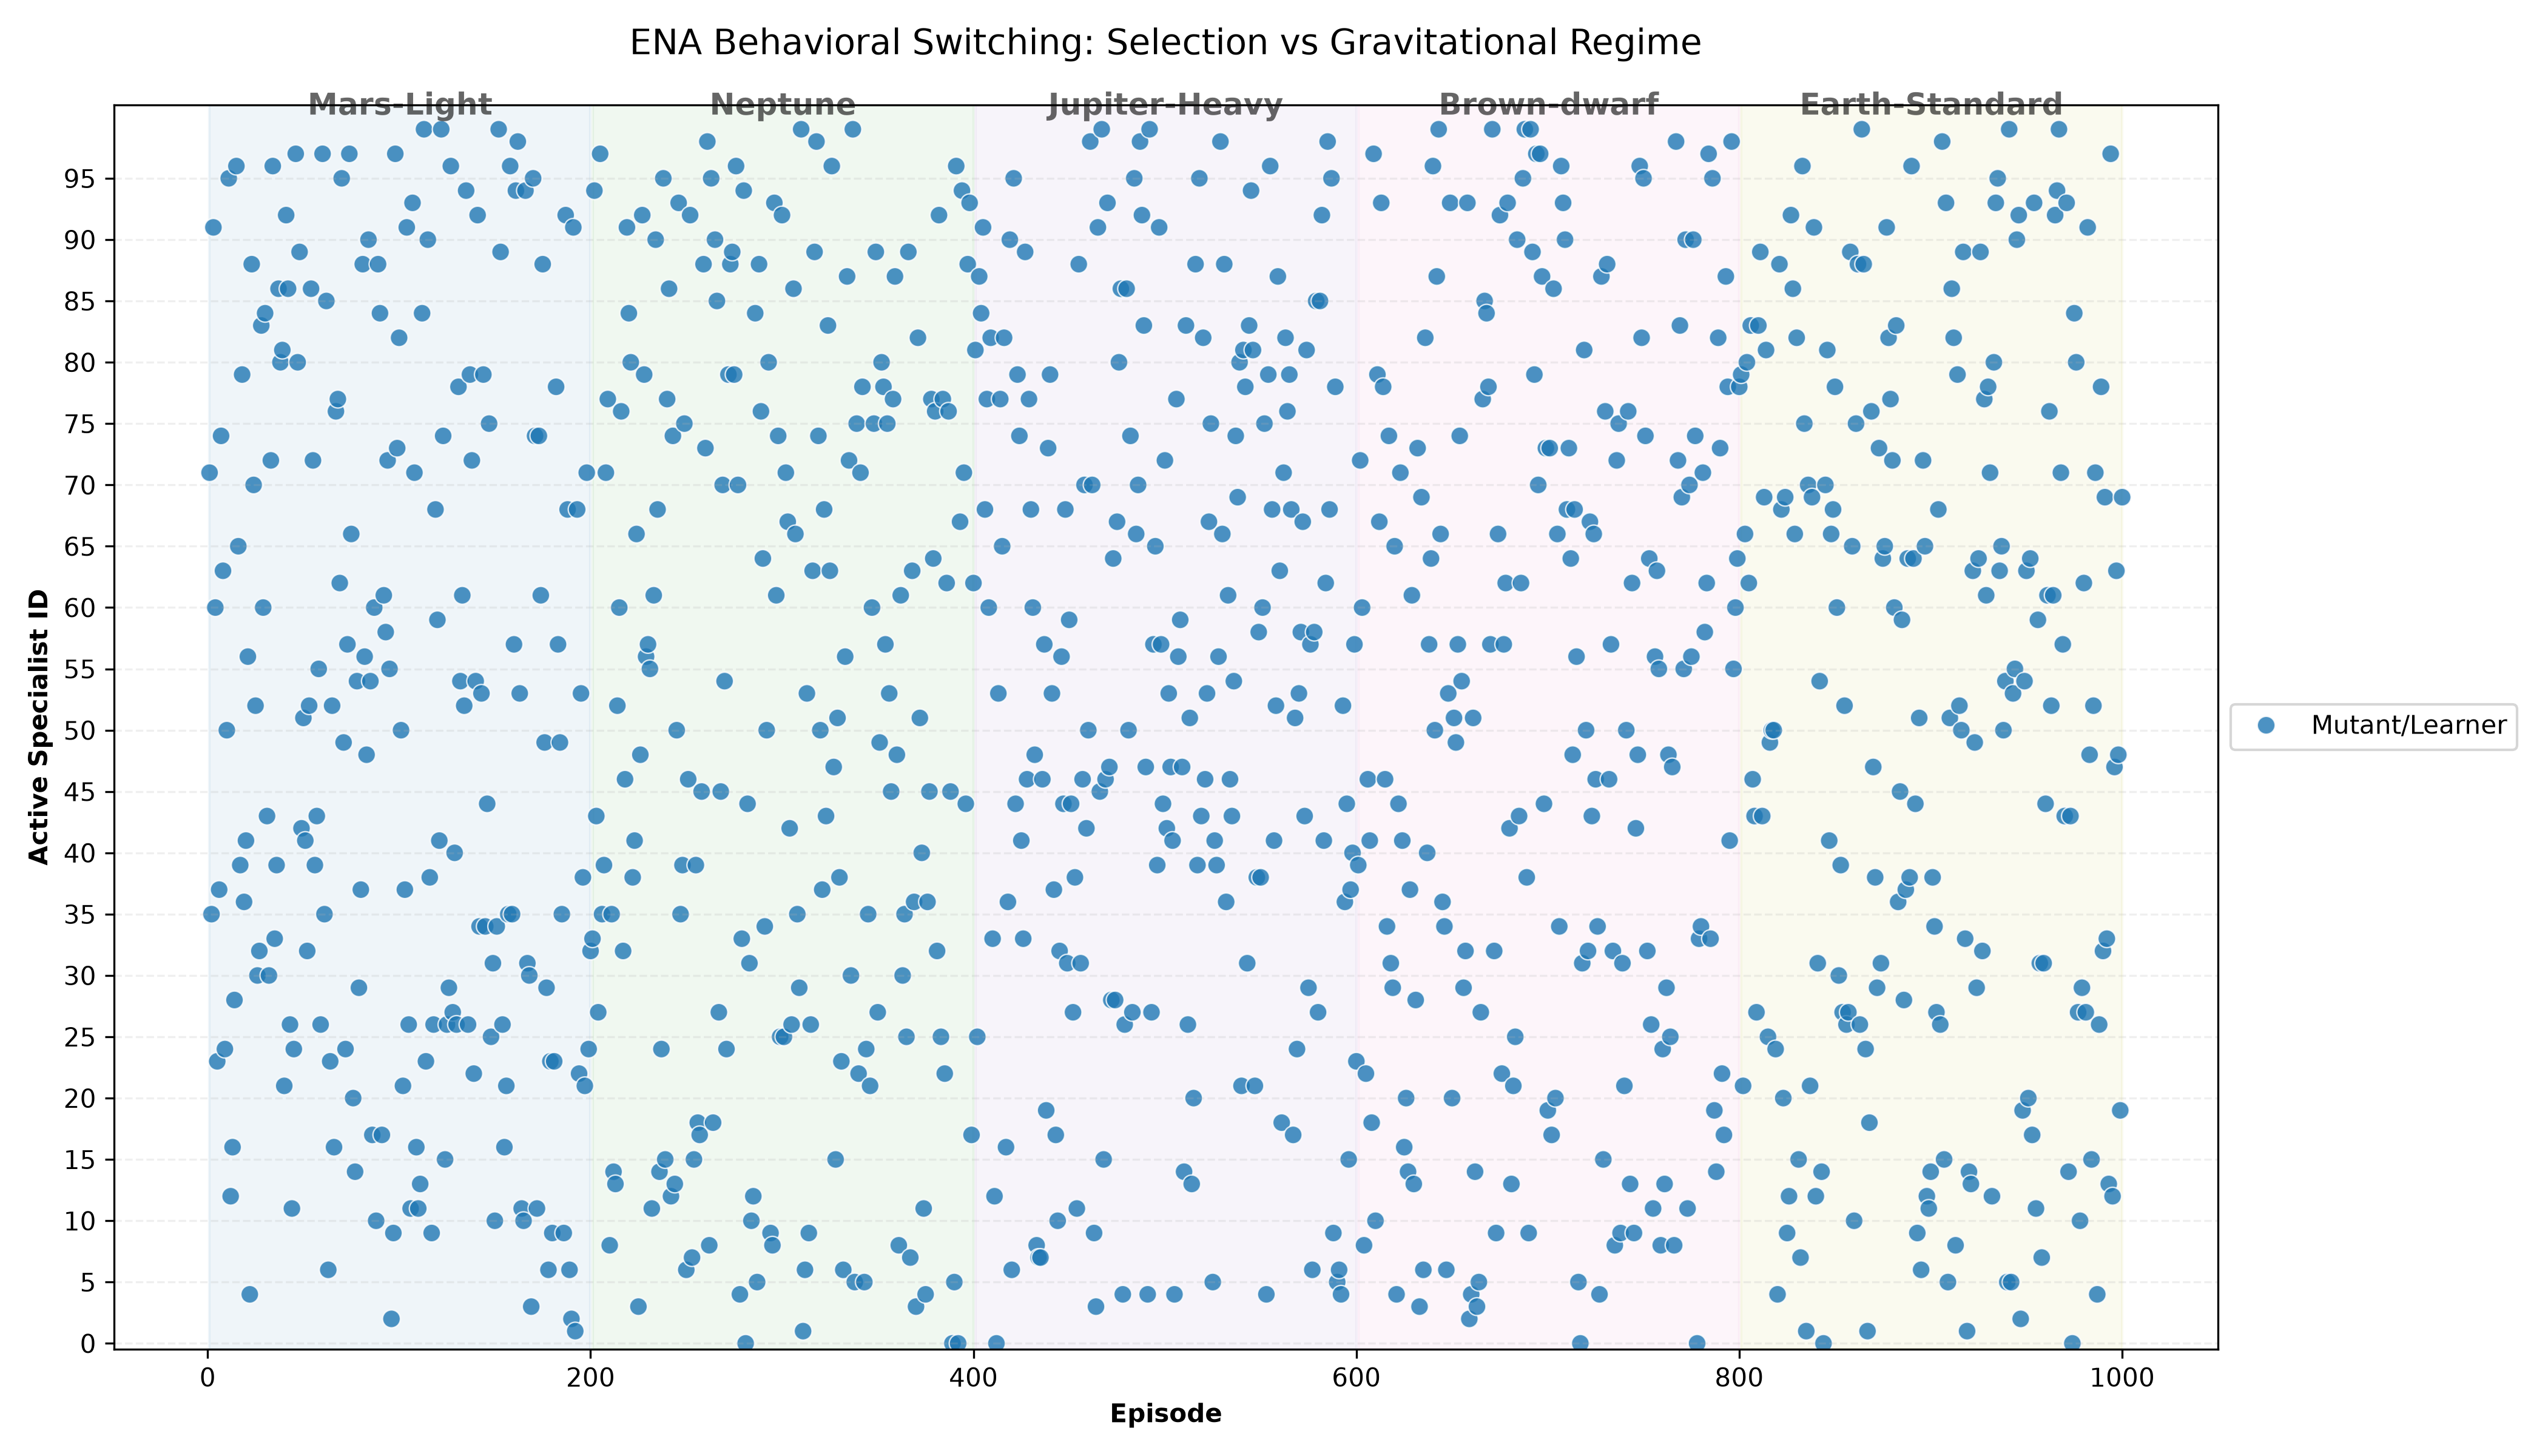 ENA Behavioral Switching: Selection vs Gravitational Regime
Mars-Light
Neptune
Jupiter-Heavy
Brown-dwarf
Earth-Standard
95
90
85
80
75
70
65
60
55
50
45
40
35
30
25
20
15
10
5
0
Active Specialist ID
Mutant/Learner
0
200
400
600
800
1000
Episode